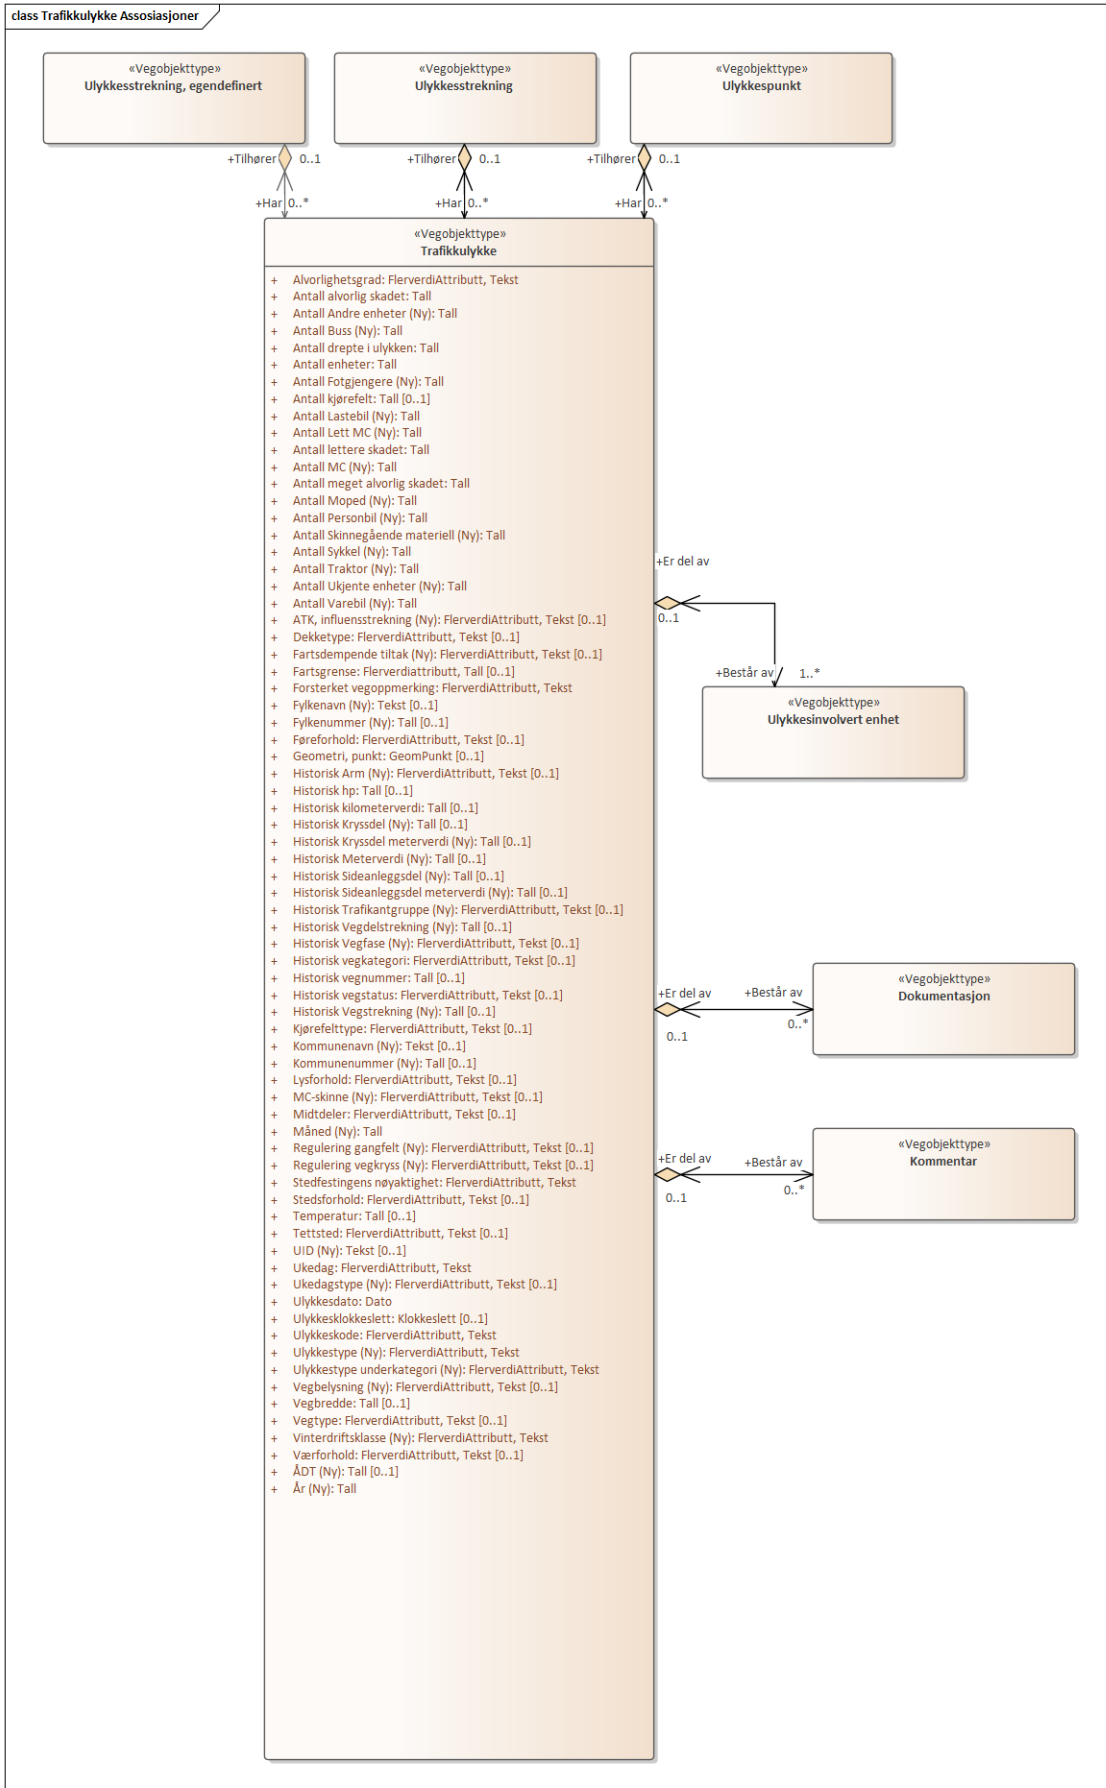 class Trafikkulykke Assosiasjoner
«Vegobjekttype»
Ulykkesstrekning, egendefinert
«Vegobjekttype»
Ulykkesstrekning
«Vegobjekttype»
Ulykkespunkt
+Tilhører 0..1
+Tilhører 0..1
+Tilhører 0..1
+Har 0..*
+Har 0..*
+Har 0..*
«Vegobjekttype»
Trafikkulykke
+ Alvorlighetsgrad: FlerverdiAttributt, Tekst
+ Antall alvorlig skadet: Tall
+ Antall Andre enheter (Ny): Tall
+ Antall Buss (Ny): Tall
+ Antall drepte i ulykken: Tall
+ Antall enheter: Tall
+ Antall Fotgjengere (Ny): Tall
+ Antall kjørefelt: Tall [0..1]
+ Antall Lastebil (Ny): Tall
+ Antall Lett MC (Ny): Tall
+ Antall lettere skadet: Tall
+ Antall MC (Ny): Tall
+ Antall meget alvorlig skadet: Tall
+ Antall Moped (Ny): Tall
+ Antall Personbil (Ny): Tall
+ Antall Skinnegående materiell (Ny): Tall
+ Antall Sykkel (Ny): Tall
+ Antall Traktor (Ny): Tall
+ Antall Ukjente enheter (Ny): Tall
+ Antall Varebil (Ny): Tall
+ ATK, influensstrekning (Ny): FlerverdiAttributt, Tekst [0..1]
+ Dekketype: FlerverdiAttributt, Tekst [0..1]
+ Fartsdempende tiltak (Ny): FlerverdiAttributt, Tekst [0..1]
+ Fartsgrense: Flerverdiattributt, Tall [0..1]
+ Forsterket vegoppmerking: FlerverdiAttributt, Tekst
+ Fylkenavn (Ny): Tekst [0..1]
+ Fylkenummer (Ny): Tall [0..1]
+ Føreforhold: FlerverdiAttributt, Tekst [0..1]
+ Geometri, punkt: GeomPunkt [0..1]
+ Historisk Arm (Ny): FlerverdiAttributt, Tekst [0..1]
+ Historisk hp: Tall [0..1]
+ Historisk kilometerverdi: Tall [0..1]
+ Historisk Kryssdel (Ny): Tall [0..1]
+ Historisk Kryssdel meterverdi (Ny): Tall [0..1]
+ Historisk Meterverdi (Ny): Tall [0..1]
+ Historisk Sideanleggsdel (Ny): Tall [0..1]
+ Historisk Sideanleggsdel meterverdi (Ny): Tall [0..1]
+ Historisk Trafikantgruppe (Ny): FlerverdiAttributt, Tekst [0..1]
+ Historisk Vegdelstrekning (Ny): Tall [0..1]
+ Historisk Vegfase (Ny): FlerverdiAttributt, Tekst [0..1]
+ Historisk vegkategori: FlerverdiAttributt, Tekst [0..1]
+ Historisk vegnummer: Tall [0..1]
+ Historisk vegstatus: FlerverdiAttributt, Tekst [0..1]
+ Historisk Vegstrekning (Ny): Tall [0..1]
+ Kjørefelttype: FlerverdiAttributt, Tekst [0..1]
+ Kommunenavn (Ny): Tekst [0..1]
+ Kommunenummer (Ny): Tall [0..1]
+ Lysforhold: FlerverdiAttributt, Tekst [0..1]
+ MC-skinne (Ny): FlerverdiAttributt, Tekst [0..1]
+ Midtdeler: FlerverdiAttributt, Tekst [0..1]
+ Måned (Ny): Tall
+ Regulering gangfelt (Ny): FlerverdiAttributt, Tekst [0..1]
+ Regulering vegkryss (Ny): FlerverdiAttributt, Tekst [0..1]
+ Stedfestingens nøyaktighet: FlerverdiAttributt, Tekst
+ Stedsforhold: FlerverdiAttributt, Tekst [0..1]
+ Temperatur: Tall [0..1]
+ Tettsted: FlerverdiAttributt, Tekst [0..1]
+ UID (Ny): Tekst [0..1]
+ Ukedag: FlerverdiAttributt, Tekst
+ Ukedagstype (Ny): FlerverdiAttributt, Tekst [0..1]
+ Ulykkesdato: Dato
+ Ulykkesklokkeslett: Klokkeslett [0..1]
+ Ulykkeskode: FlerverdiAttributt, Tekst
+ Ulykkestype (Ny): FlerverdiAttributt, Tekst
+ Ulykkestype underkategori (Ny): FlerverdiAttributt, Tekst
+ Vegbelysning (Ny): FlerverdiAttributt, Tekst [0..1]
+ Vegbredde: Tall [0..1]
+ Vegtype: FlerverdiAttributt, Tekst [0..1]
+ Vinterdriftsklasse (Ny): FlerverdiAttributt, Tekst
+ Værforhold: FlerverdiAttributt, Tekst [0..1]
+ ÅDT (Ny): Tall [0..1]
+ År (Ny): Tall
+Er del av
0..1
+Består av 1..*
«Vegobjekttype»
Ulykkesinvolvert enhet
+Er del av +Består av
0..1 0..*
«Vegobjekttype»
Dokumentasjon
+Er del av +Består av
0..1 0..*
«Vegobjekttype»
Kommentar